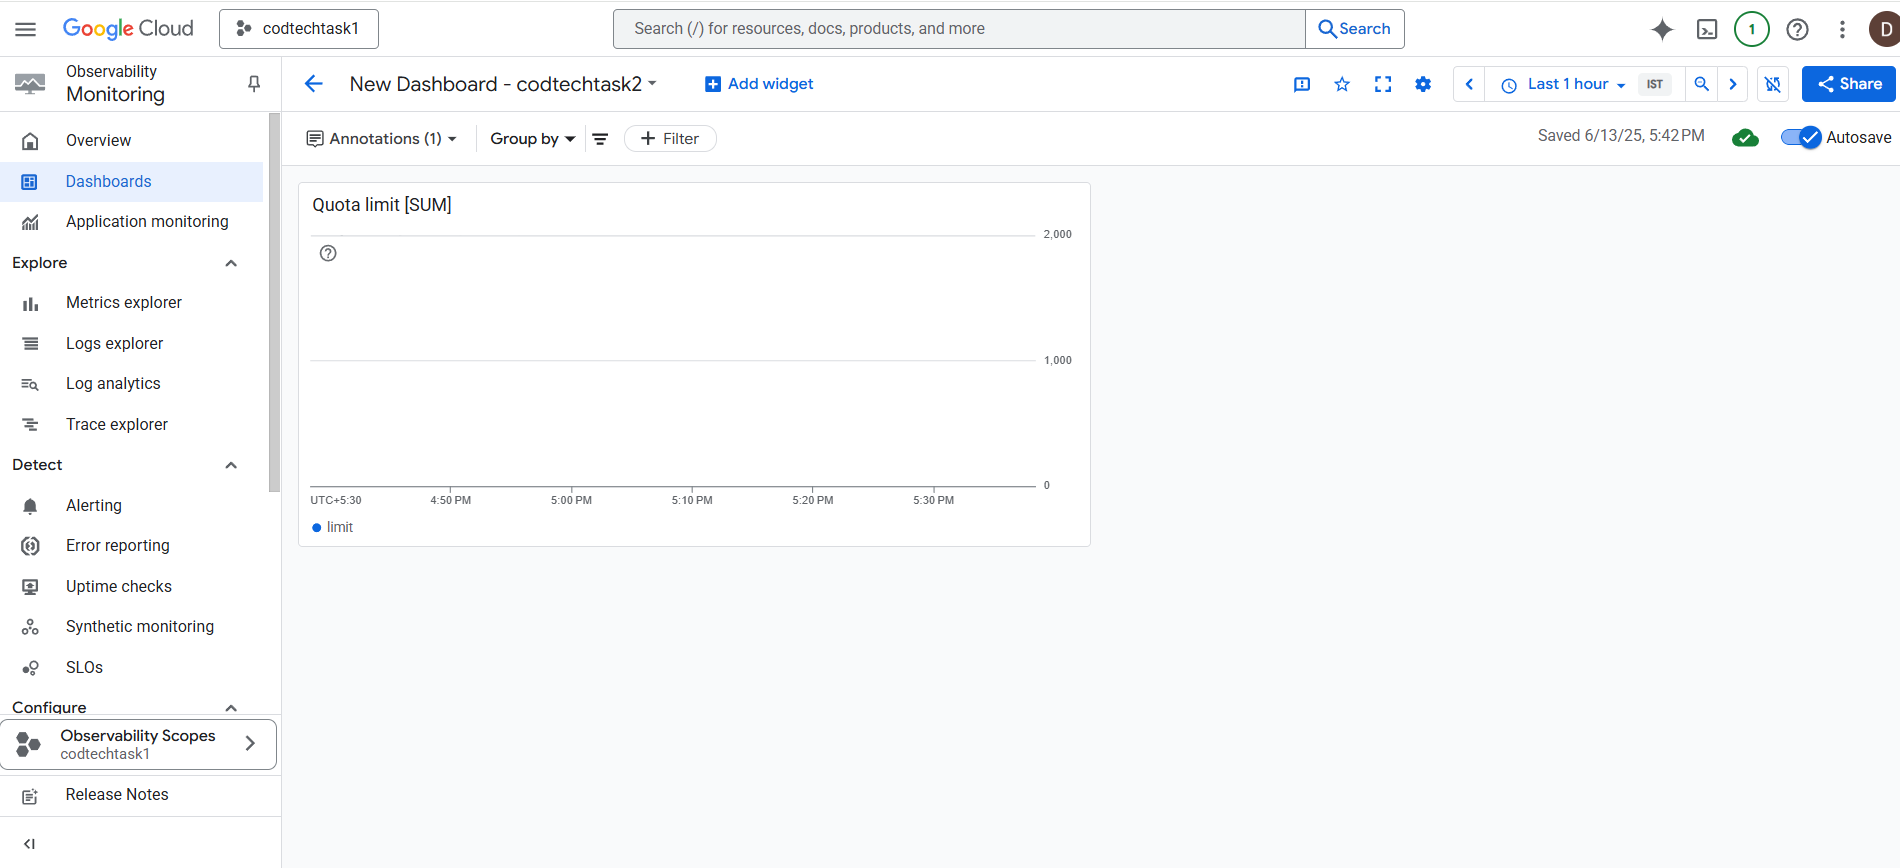 Google Cloud
codtechtask1
Search (/) for resources, docs, products, and more
Search
1
D
Observability
Monitoring
New Dashboard - codtechtask2
Add widget
Last 1 hour
IST
Share
Overview
Dashboards
Application monitoring
Explore
Metrics explorer
Logs explorer
Log analytics
Trace explorer
Detect
Alerting
Error reporting
Uptime checks
Synthetic monitoring
SLOs
Configure
Observability Scopes
codtechtask1
Release Notes
Annotations (1)
Group by
Filter
Saved 6/13/25, 5:42 PM
Autosave
Quota limit [SUM]
2,000
1,000
0
UTC+5:30 4:50 PM 5:00 PM 5:10 PM 5:20 PM 5:30 PM
limit